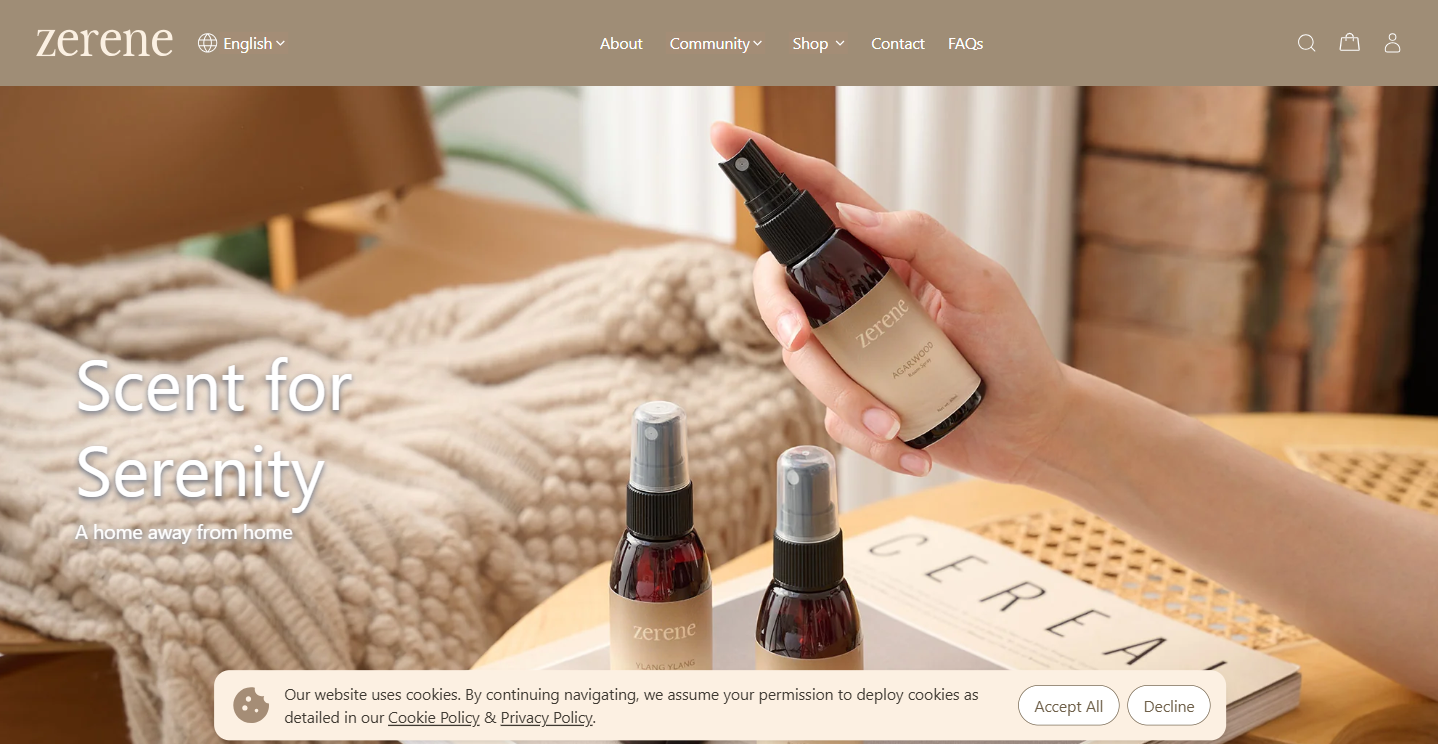 zerene
English
About
Community
Shop
Contact
FAQs
Scent for
Serenity
A home away from home
zerene
AGARWOOD
Room Spray
zerene
YLANG YLANG
CEREAL
Our website uses cookies. By continuing navigating, we assume your permission to deploy cookies as
detailed in our Cookie Policy & Privacy Policy.
Accept All
Decline